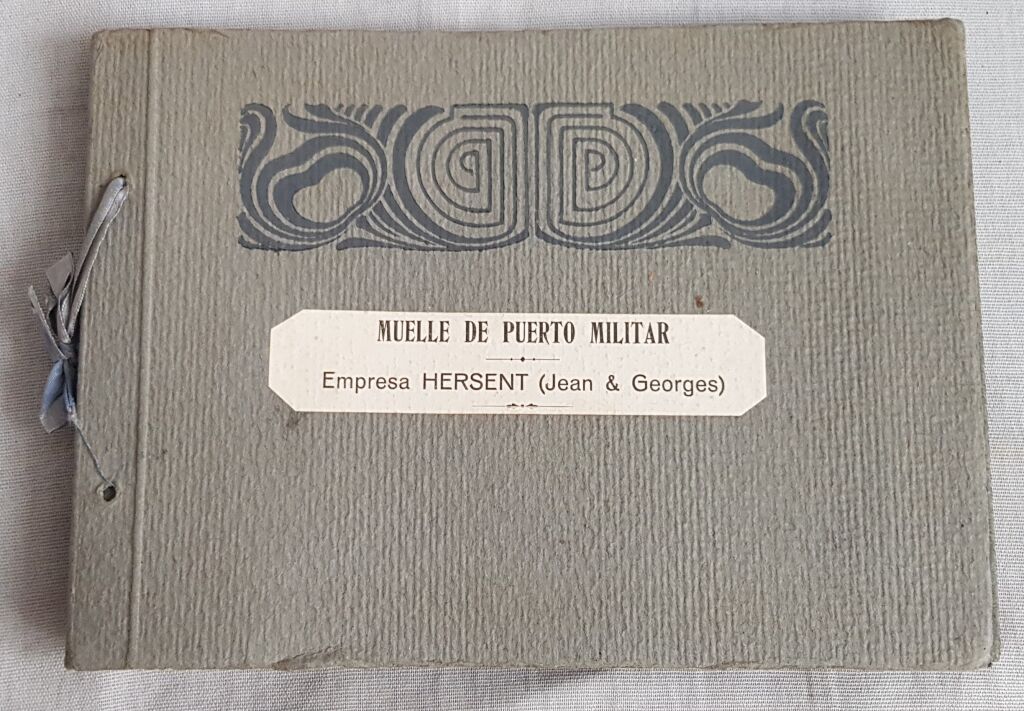 MUELLE DE PUERTO MILITAR
Empresa HERSENT (Jean & Georges)